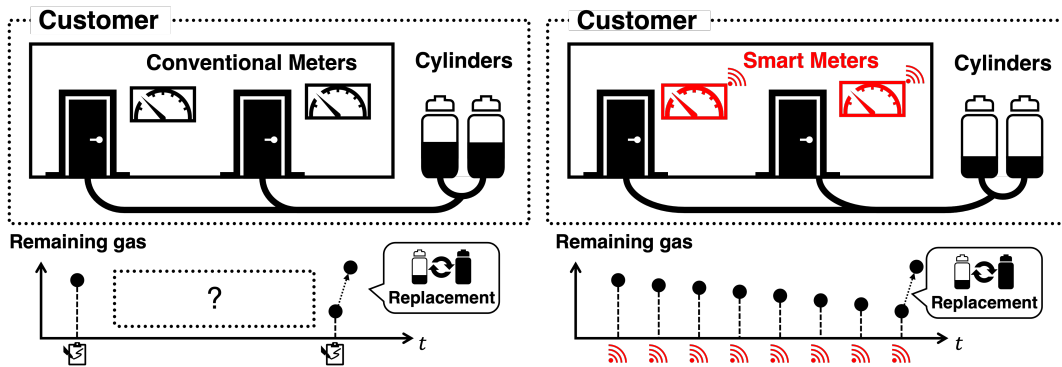 Customer
Conventional Meters
Cylinders
Remaining gas
?
Replacement
t
Customer
Smart Meters
Cylinders
Remaining gas
Replacement
t